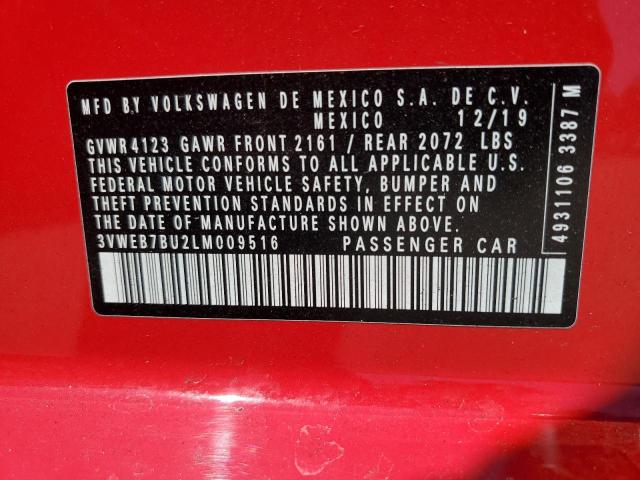 MFD BY VOLKSWAGEN DE MEXICO S.A. DE C.V.
MEXICO 12/19
GVWR 4123 GAWR FRONT 2161 / REAR 2072 LBS
THIS VEHICLE CONFORMS TO ALL APPLICABLE U.S.
FEDERAL MOTOR VEHICLE SAFETY, BUMPER AND
THEFT PREVENTION STANDARDS IN EFFECT ON
THE DATE OF MANUFACTURE SHOWN ABOVE.
3VWEB7BU2LM009516 PASSENGER CAR
4931106 3387 M